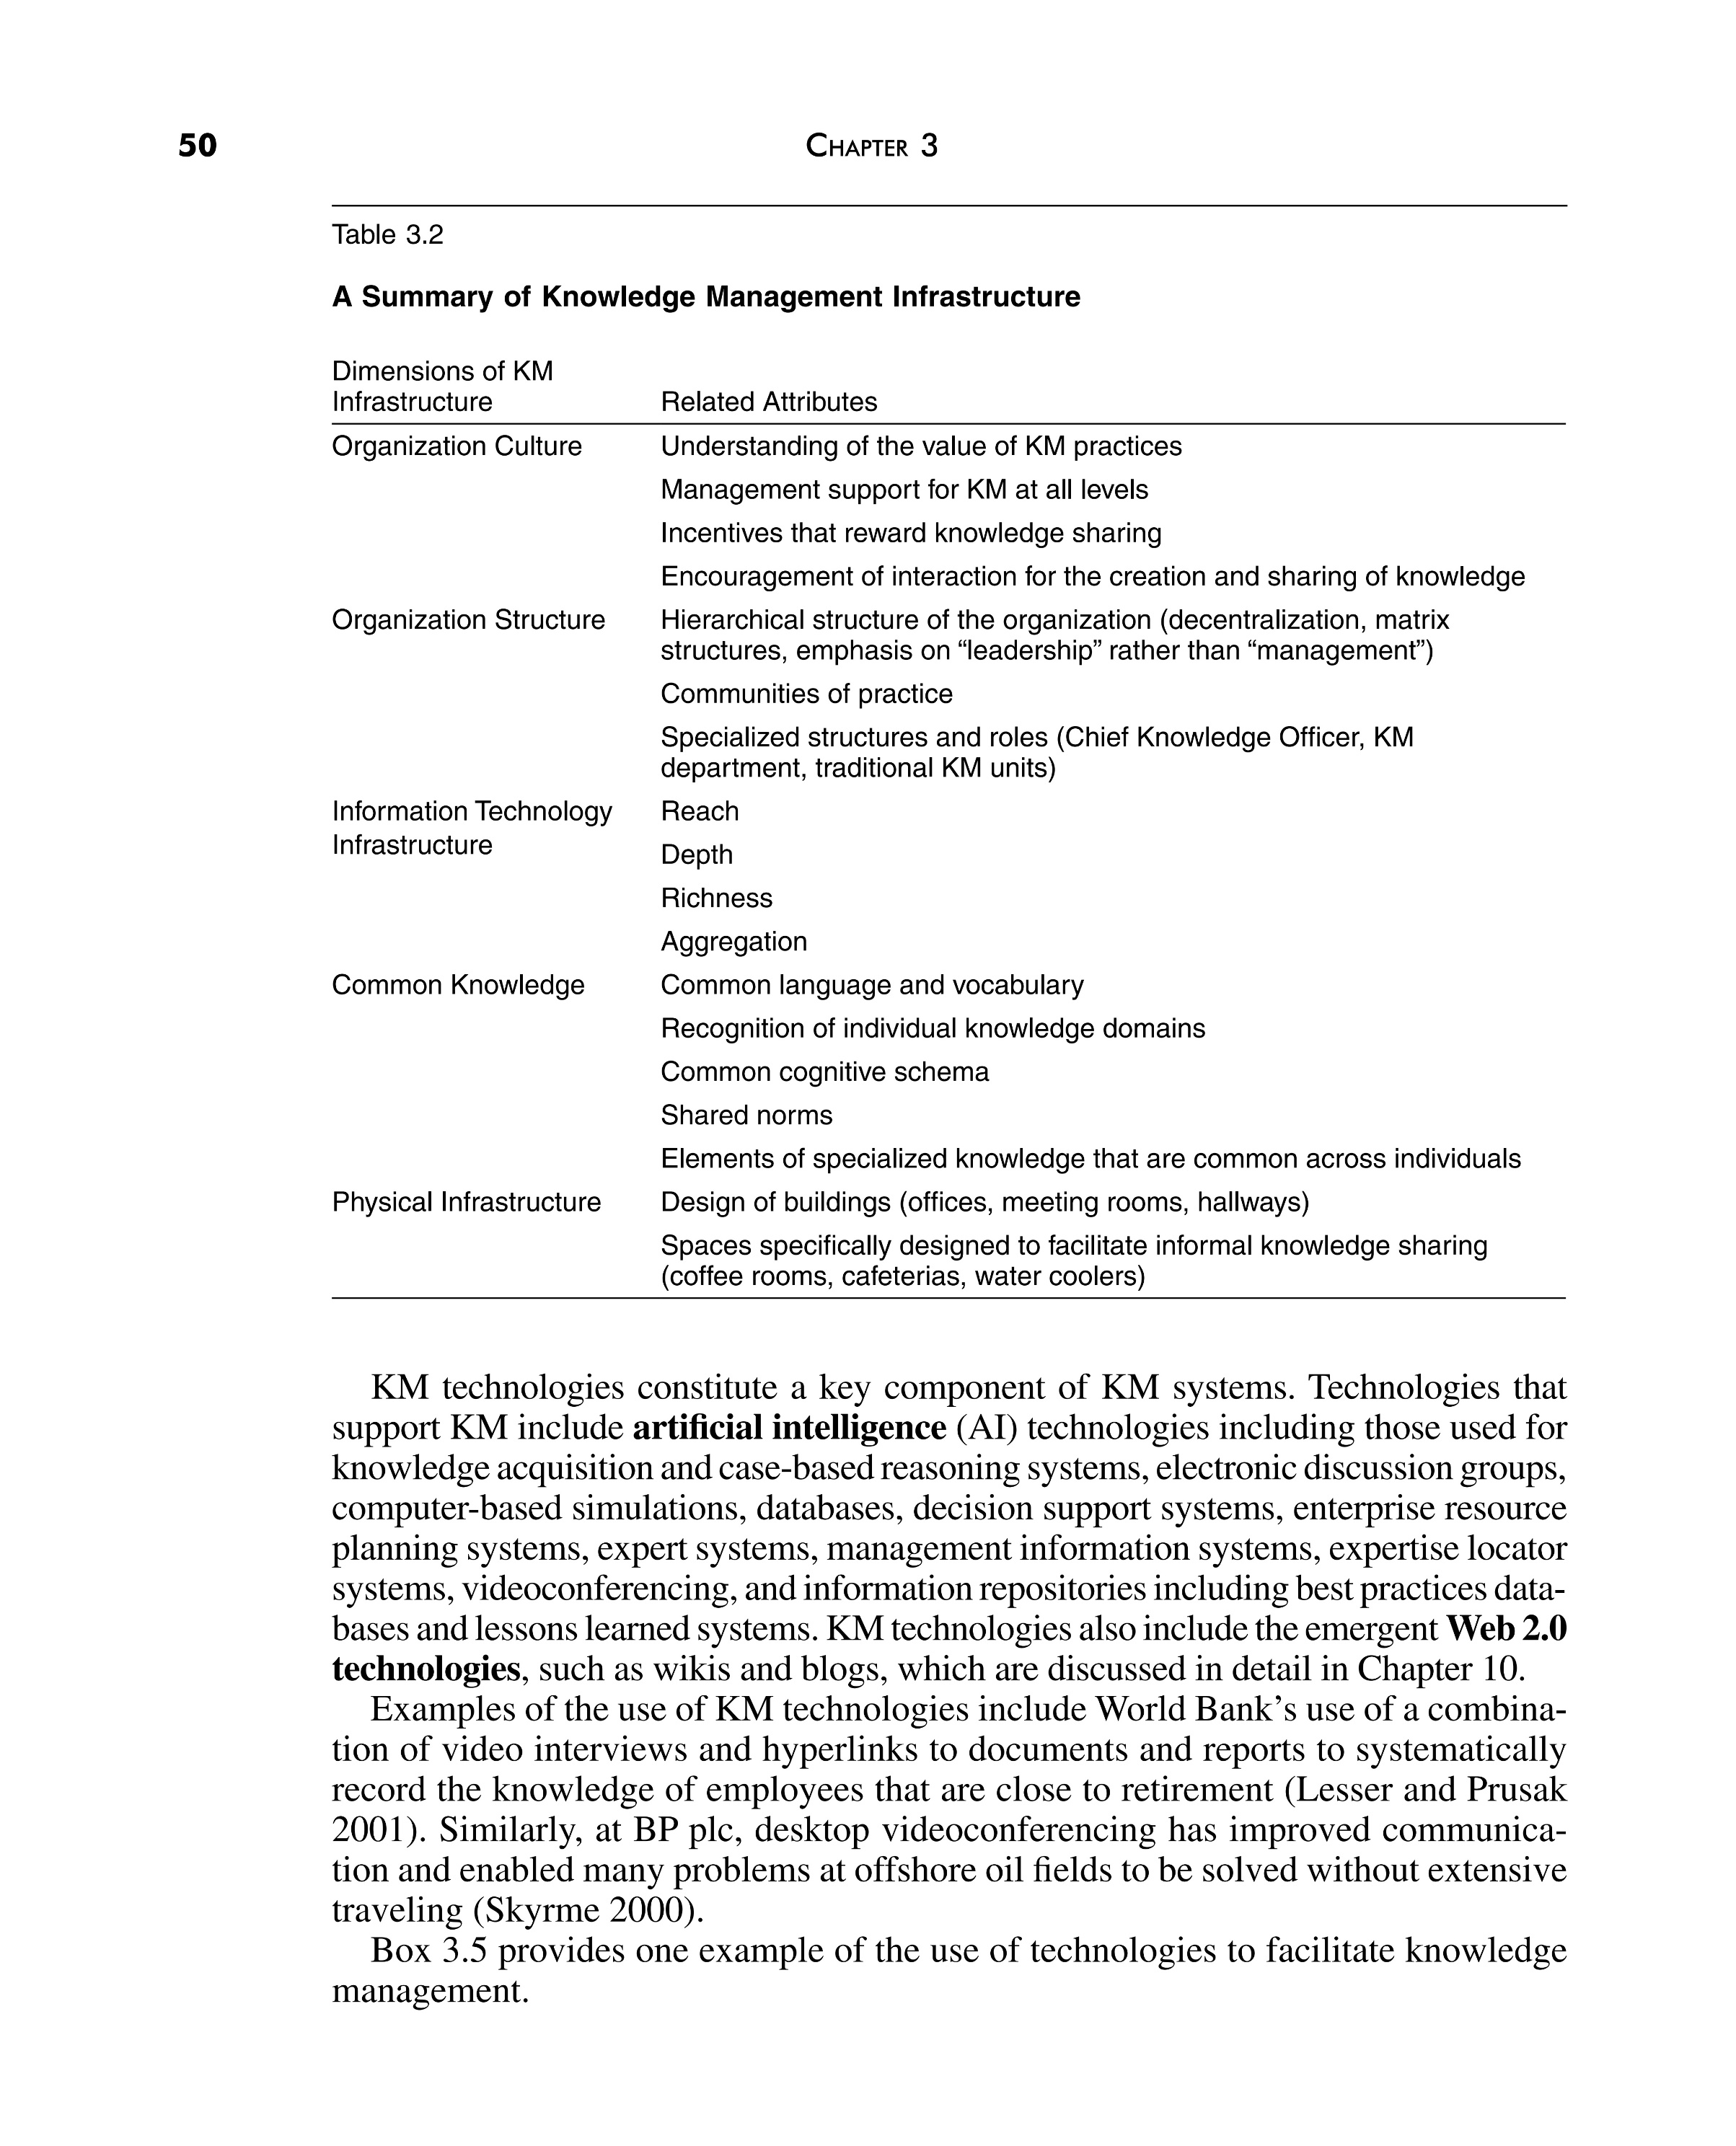 50
CHAPTER 3
Table 3.2
A Summary of Knowledge Management Infrastructure
Dimensions of KM
Infrastructure Related Attributes
Organization Culture Understanding of the value of KM practices
Management support for KM at all levels
Incentives that reward knowledge sharing
Encouragement of interaction for the creation and sharing of knowledge
Organization Structure Hierarchical structure of the organization (decentralization, matrix
structures, emphasis on “leadership” rather than “management”)
Communities of practice
Specialized structures and roles (Chief Knowledge Officer, KM
department, traditional KM units)
Information Technology Reach
Infrastructure
Depth
Richness
Aggregation
Common Knowledge Common language and vocabulary
Recognition of individual knowledge domains
Common cognitive schema
Shared norms
Elements of specialized knowledge that are common across individuals
Physical Infrastructure Design of buildings (offices, meeting rooms, hallways)
Spaces specifically designed to facilitate informal knowledge sharing
(coffee rooms, cafeterias, water coolers)
KM technologies constitute a key component of KM systems. Technologies that
support KM include artificial intelligence (AI) technologies including those used for
knowledge acquisition and case-based reasoning systems, electronic discussion groups,
computer-based simulations, databases, decision support systems, enterprise resource
planning systems, expert systems, management information systems, expertise locator
systems, videoconferencing, and information repositories including best practices data-
bases and lessons learned systems. KM technologies also include the emergent Web 2.0
technologies, such as wikis and blogs, which are discussed in detail in Chapter 10.
Examples of the use of KM technologies include World Bank’s use of a combina-
tion of video interviews and hyperlinks to documents and reports to systematically
record the knowledge of employees that are close to retirement (Lesser and Prusak
2001). Similarly, at BP plc, desktop videoconferencing has improved communica-
tion and enabled many problems at offshore oil fields to be solved without extensive
traveling (Skyrme 2000).
Box 3.5 provides one example of the use of technologies to facilitate knowledge
management.